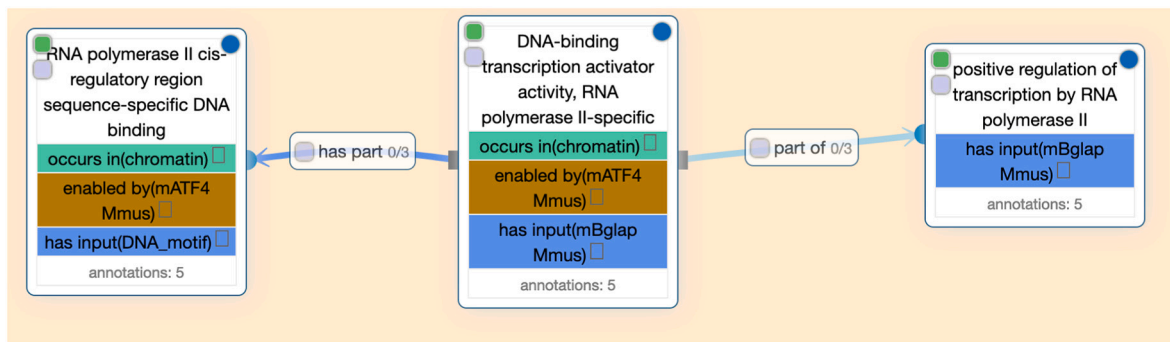 RNA polymerase II cis-
regulatory region
sequence-specific DNA
binding
occurs in(chromatin)
enabled by(mATF4
Mmus)
has input(DNA_motif)
annotations: 5
has part 0/3
DNA-binding
transcription activator
activity, RNA
polymerase II-specific
occurs in(chromatin)
enabled by(mATF4
Mmus)
has input(mBglap
Mmus)
annotations: 5
part of 0/3
positive regulation of
transcription by RNA
polymerase II
has input(mBglap
Mmus)
annotations: 5